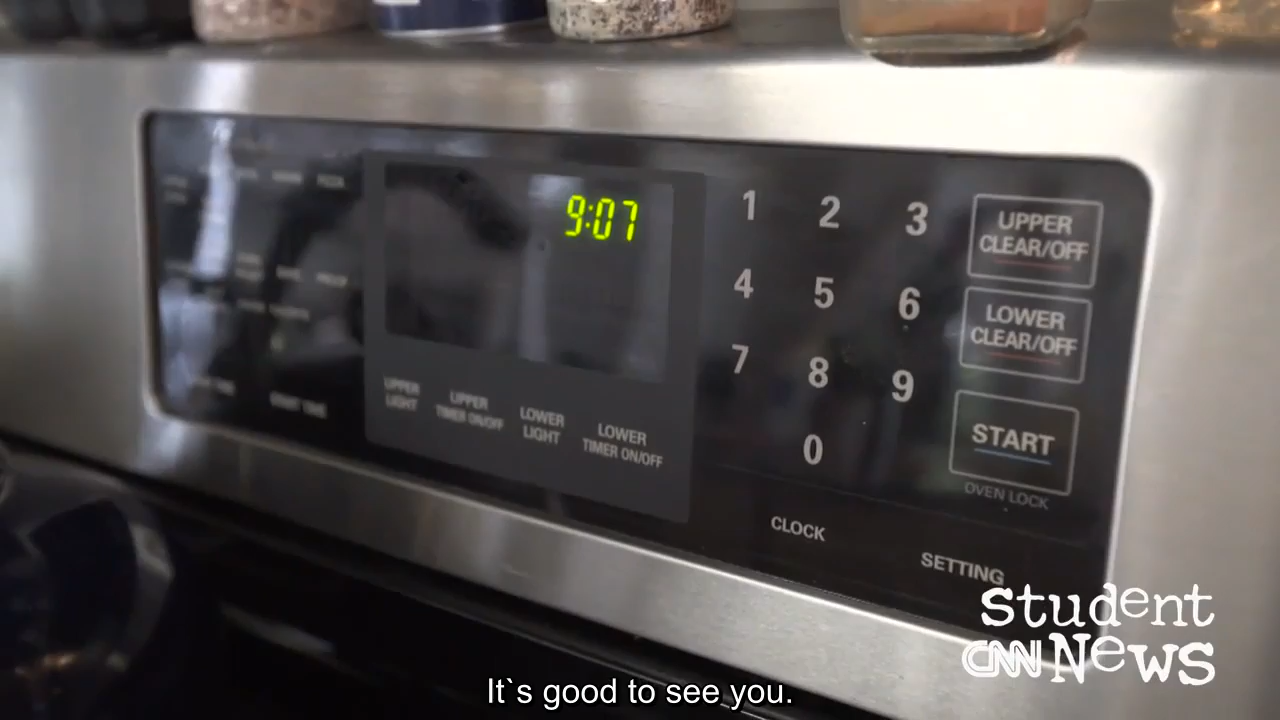 9:07
1 2 3
4 5 6
7 8 9
0
UPPER
CLEAR/OFF
LOWER
CLEAR/OFF
START
OVEN LOCK
UPPER
LIGHT
UPPER
TIMER ON/OFF
LOWER
LIGHT
LOWER
TIMER ON/OFF
START TIME
CLOCK
SETTING
Student
CNN News
It`s good to see you.